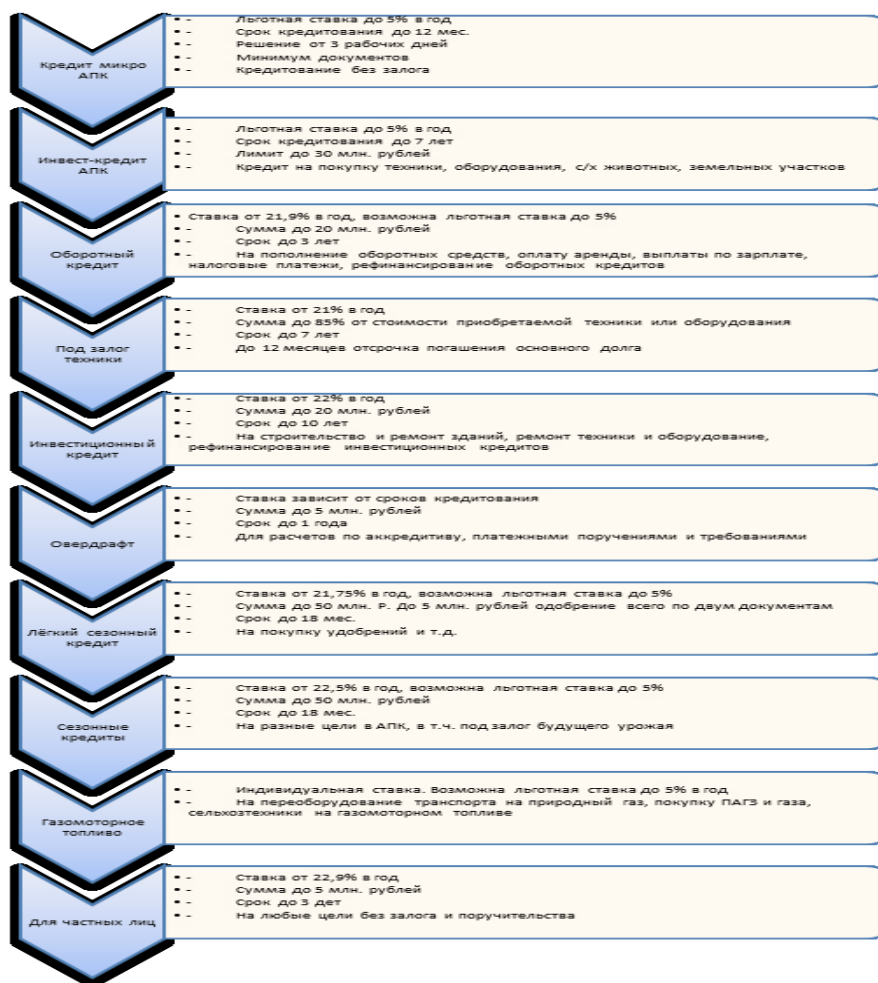 Кредит микро
АПК
• - Льготная ставка до 5% в год
• - Срок кредитования до 12 мес.
• - Решение от 3 рабочих дней
• - Минимум документов
• - Кредитование без залога
Инвест-кредит
АПК
• - Льготная ставка до 5% в год
• - Срок кредитования до 7 лет
• - Лимит до 30 млн. рублей
• - Кредит на покупку техники, оборудования, с/х животных, земельных участков
Оборотный
кредит
• Ставка от 21,9% в год, возможна льготная ставка до 5%
• - Сумма до 20 млн. рублей
• - Срок до 3 лет
• - На пополнение оборотных средств, оплату аренды, выплаты по зарплате,
налоговые платежи, рефинансирование оборотных кредитов
Под залог
техники
• - Ставка от 21% в год
• - Сумма до 85% от стоимости приобретаемой техники или оборудования
• - Срок до 7 лет
• - До 12 месяцев отсрочка погашения основного долга
Инвестиционный
кредит
• - Ставка от 22% в год
• - Сумма до 20 млн. рублей
• - Срок до 10 лет
• - На строительство и ремонт зданий, ремонт техники и оборудование,
рефинансирование инвестиционных кредитов
Овердрафт
• - Ставка зависит от сроков кредитования
• - Сумма до 5 млн. рублей
• - Срок до 1 года
• - Для расчетов по аккредитиву, платежными поручениями и требованиями
Лёгкий сезонный
кредит
• - Ставка от 21,75% в год, возможна льготная ставка до 5%
• - Сумма до 50 млн. Р. До 5 млн. рублей одобрение всего по двум документам
• - Срок до 18 мес.
• - На покупку удобрений и т.д.
Сезонные
кредиты
• - Ставка от 22,5% в год, возможна льготная ставка до 5%
• - Сумма до 50 млн. рублей
• - Срок до 18 мес.
• - На разные цели в АПК, в т.ч. под залог будущего урожая
Газомоторное
топливо
• - Индивидуальная ставка. Возможна льготная ставка до 5% в год
• - На переоборудование транспорта на природный газ, покупку ПАГЗ и газа,
сельхозтехники на газомоторном топливе
Для частных лиц
• - Ставка от 22,9% в год
• - Сумма до 5 млн. рублей
• - Срок до 3 дет
• - На любые цели без залога и поручительства